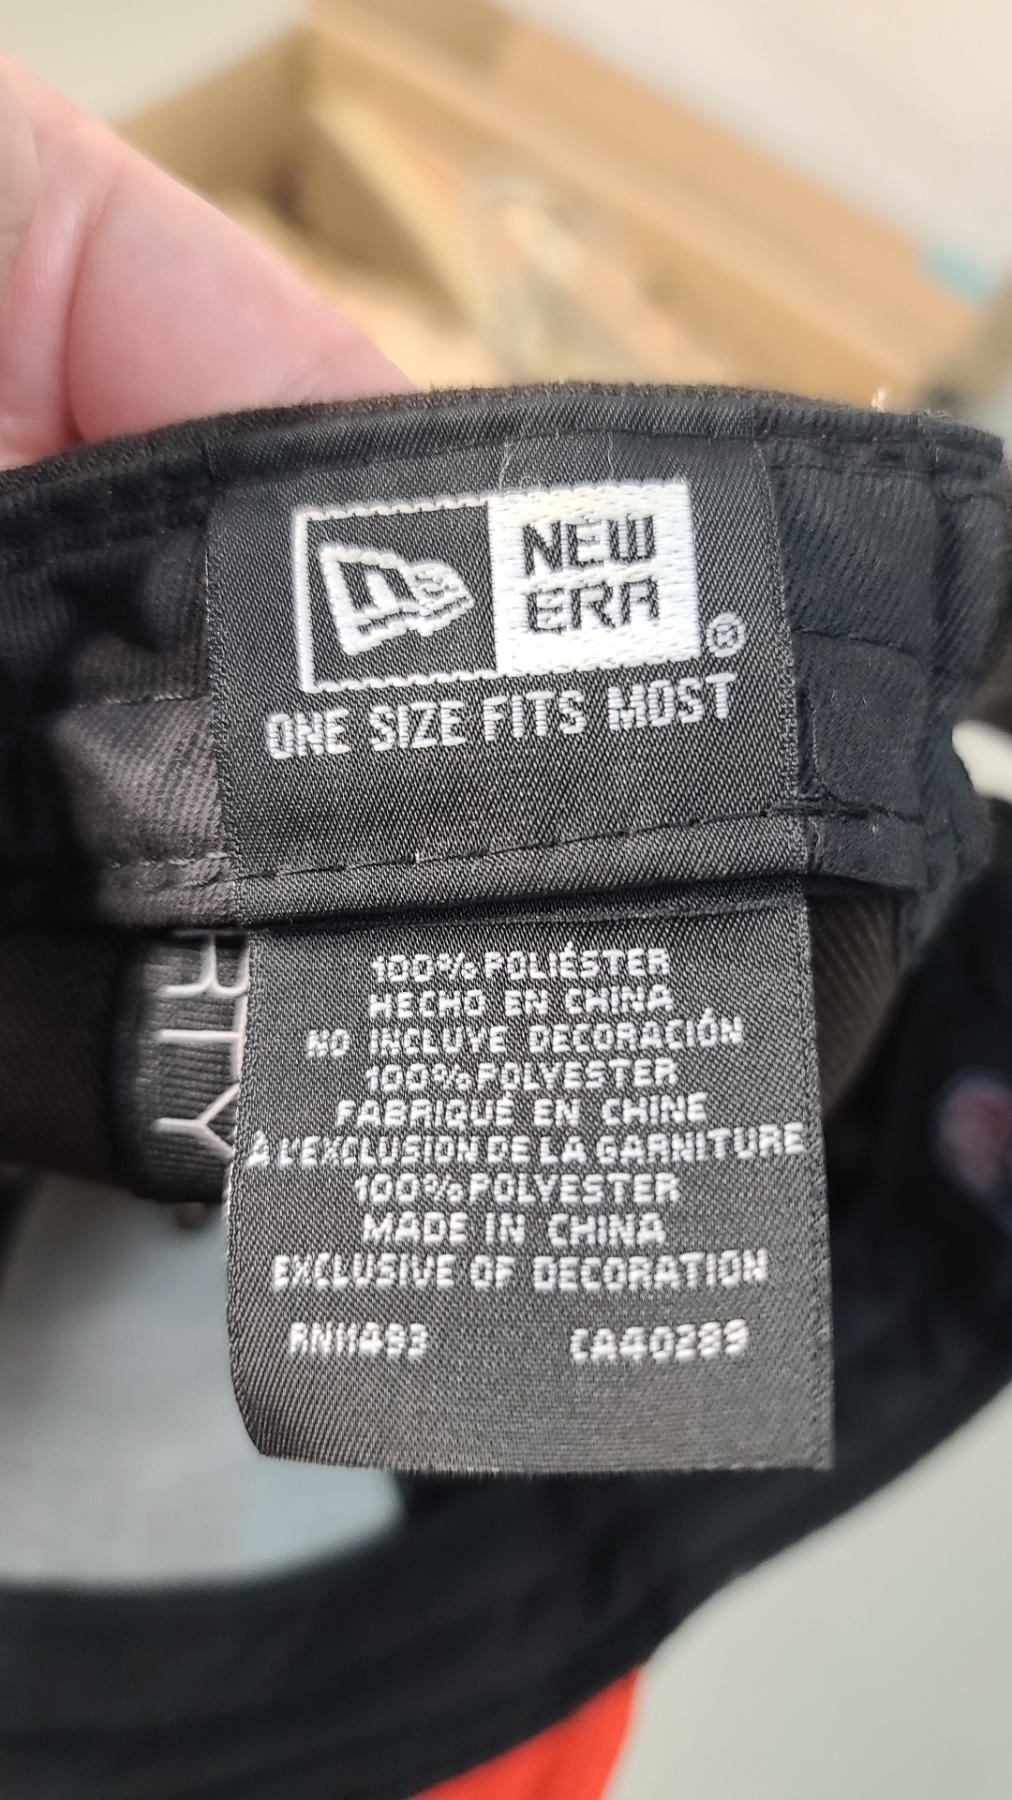 NEW
ERA
®
ONE SIZE FITS MOST
100% POLIÉSTER
HECHO EN CHINA
NO INCLUYE DECORACIÓN
100% POLYESTER
FABRIQUÉ EN CHINE
À L'EXCLUSION DE LA GARNITURE
100% POLYESTER
MADE IN CHINA
EXCLUSIVE OF DECORATION
RN11493 CA40289
RTY